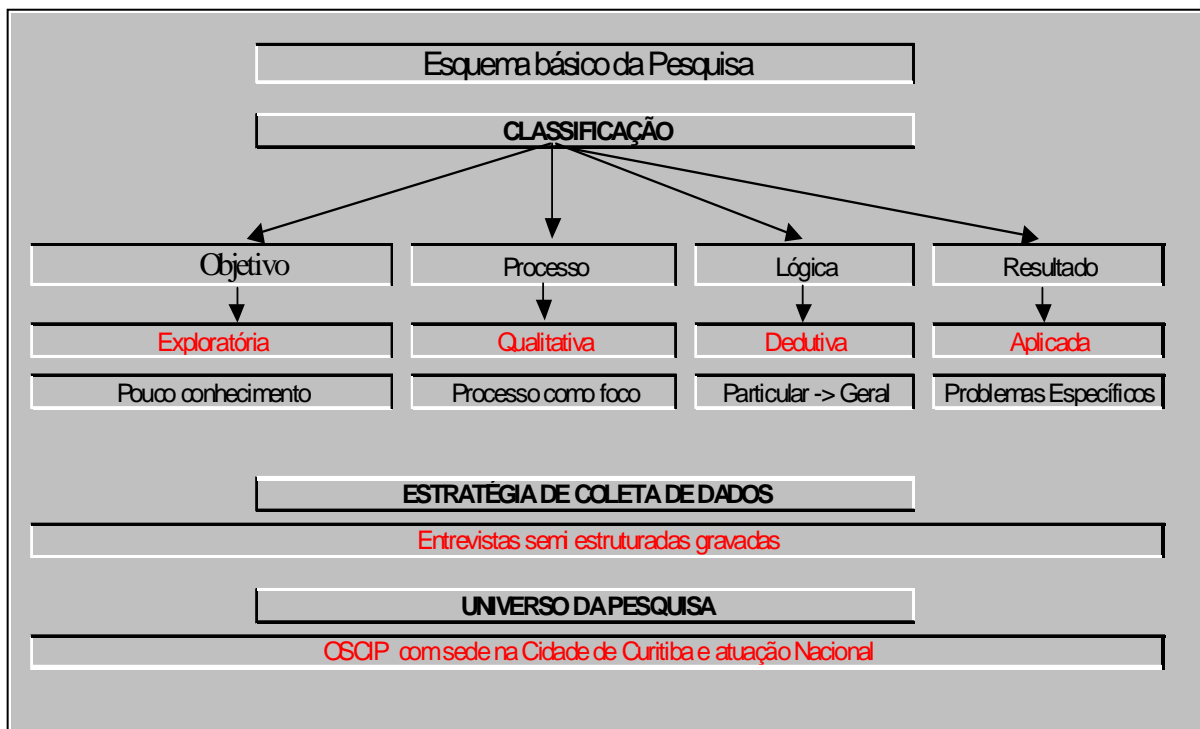 Esquema básico da Pesquisa
CLASSIFICAÇÃO
Objetivo
Processo
Lógica
Resultado
Exploratória
Qualitativa
Dedutiva
Aplicada
Pouco conhecimento
Processo como foco
Particular -> Geral
Problemas Específicos
ESTRATÉGIA DE COLETA DE DADOS
Entrevistas semi estruturadas gravadas
UNIVERSO DA PESQUISA
OSCIP com sede na Cidade de Curitiba e atuação Nacional